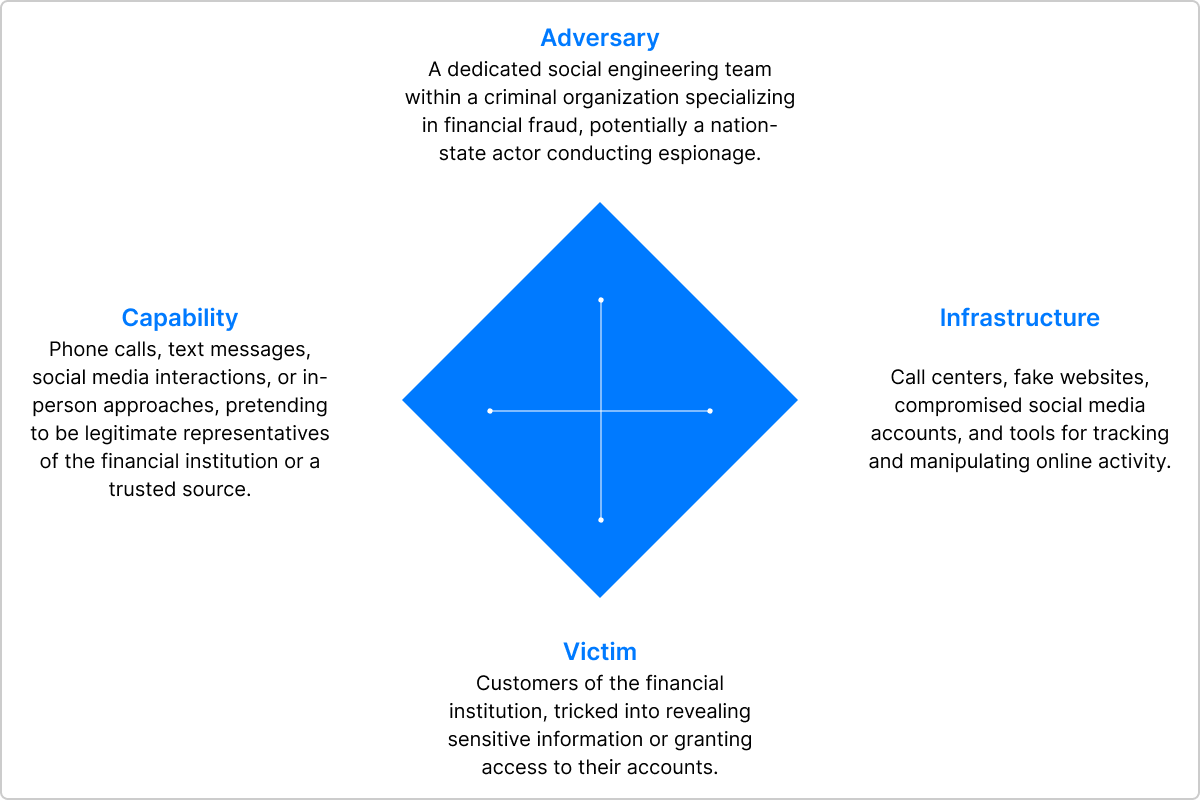 Adversary
A dedicated social engineering team
within a criminal organization specializing
in financial fraud, potentially a nation-
state actor conducting espionage.
Capability
Phone calls, text messages,
social media interactions, or in-
person approaches, pretending
to be legitimate representatives
of the financial institution or a
trusted source.
Infrastructure
Call centers, fake websites,
compromised social media
accounts, and tools for tracking
and manipulating online activity.
Victim
Customers of the financial
institution, tricked into revealing
sensitive information or granting
access to their accounts.